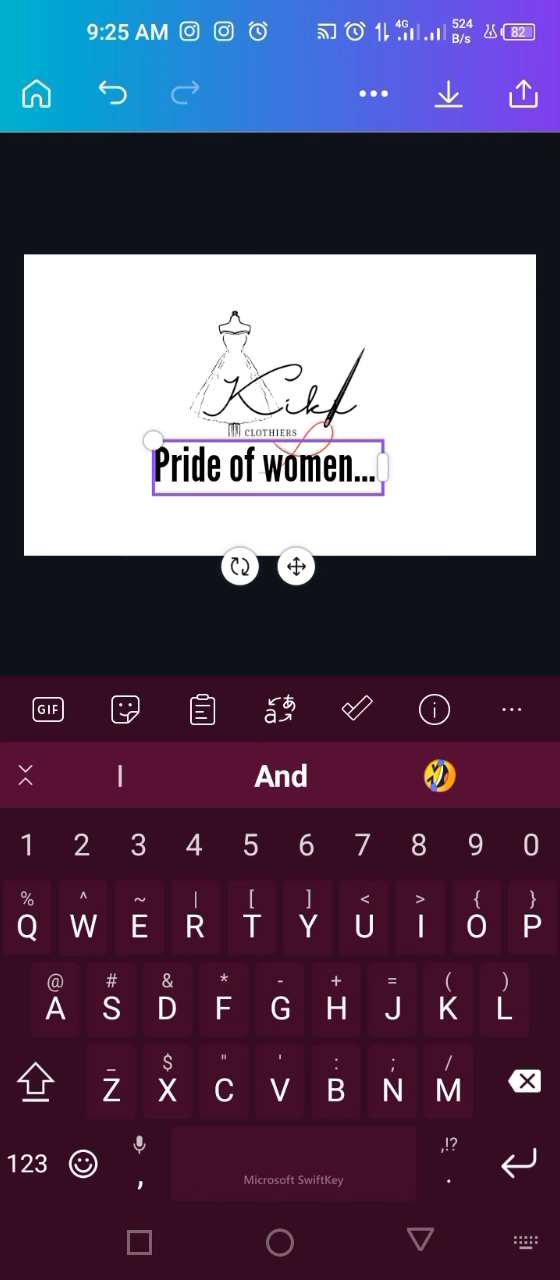 9:25 AM 4G 524 B/s 82
Kiki
CLOTHIERS
Pride of women...
GIF a あ
I And
1 2 3 4 5 6 7 8 9 0
% ^ ~ | [ ] < > { }
Q W E R T Y U I O P
@ # & * - + = ( )
A S D F G H J K L
_ $ " ' : ; /
Z X C V B N M
,!?
123 , Microsoft SwiftKey .